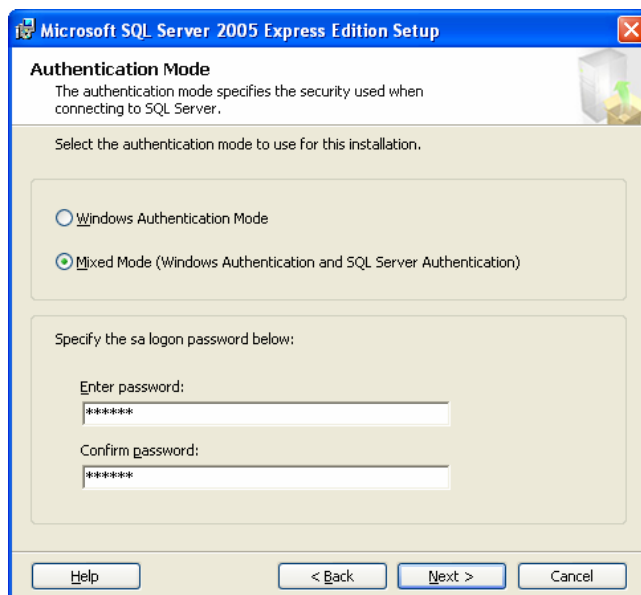 Microsoft SQL Server 2005 Express Edition Setup
Authentication Mode
The authentication mode specifies the security used when
connecting to SQL Server.
Select the authentication mode to use for this installation.
Windows Authentication Mode
Mixed Mode (Windows Authentication and SQL Server Authentication)
Specify the sa logon password below:
Enter password:
******
Confirm password:
******
Help
< Back
Next >
Cancel